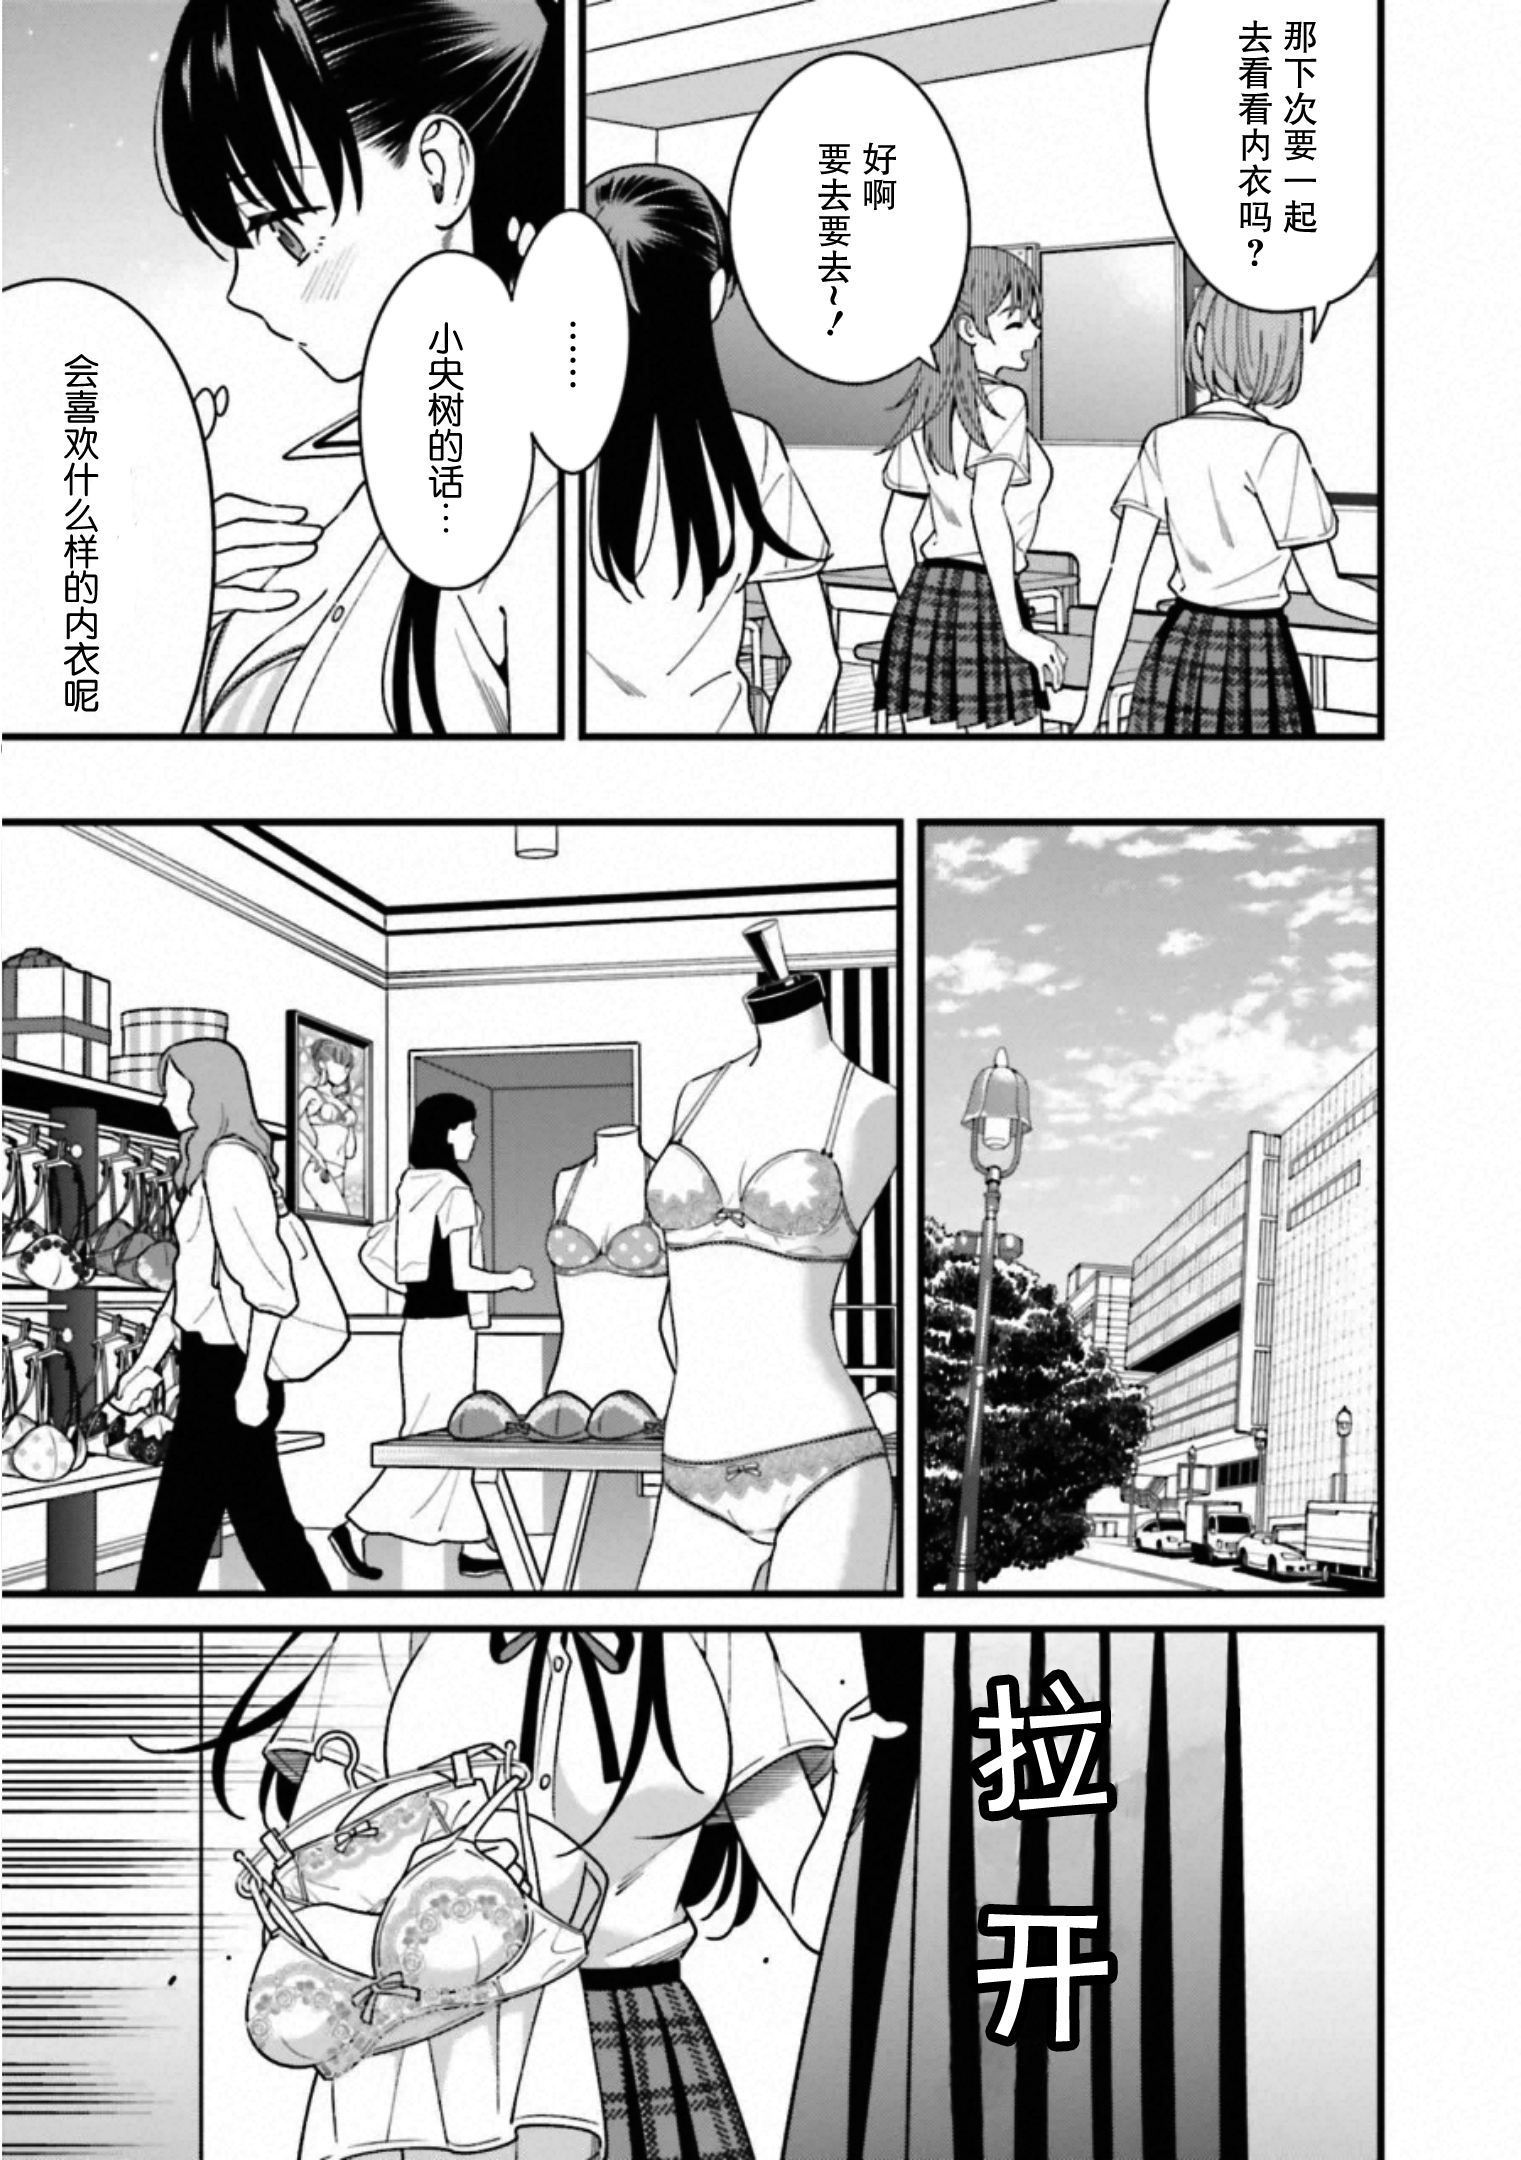 那下次要一起
去看看内衣吗？
好啊
要去要去~！
……
小央树的话…
会喜欢什么样的内衣呢
拉开